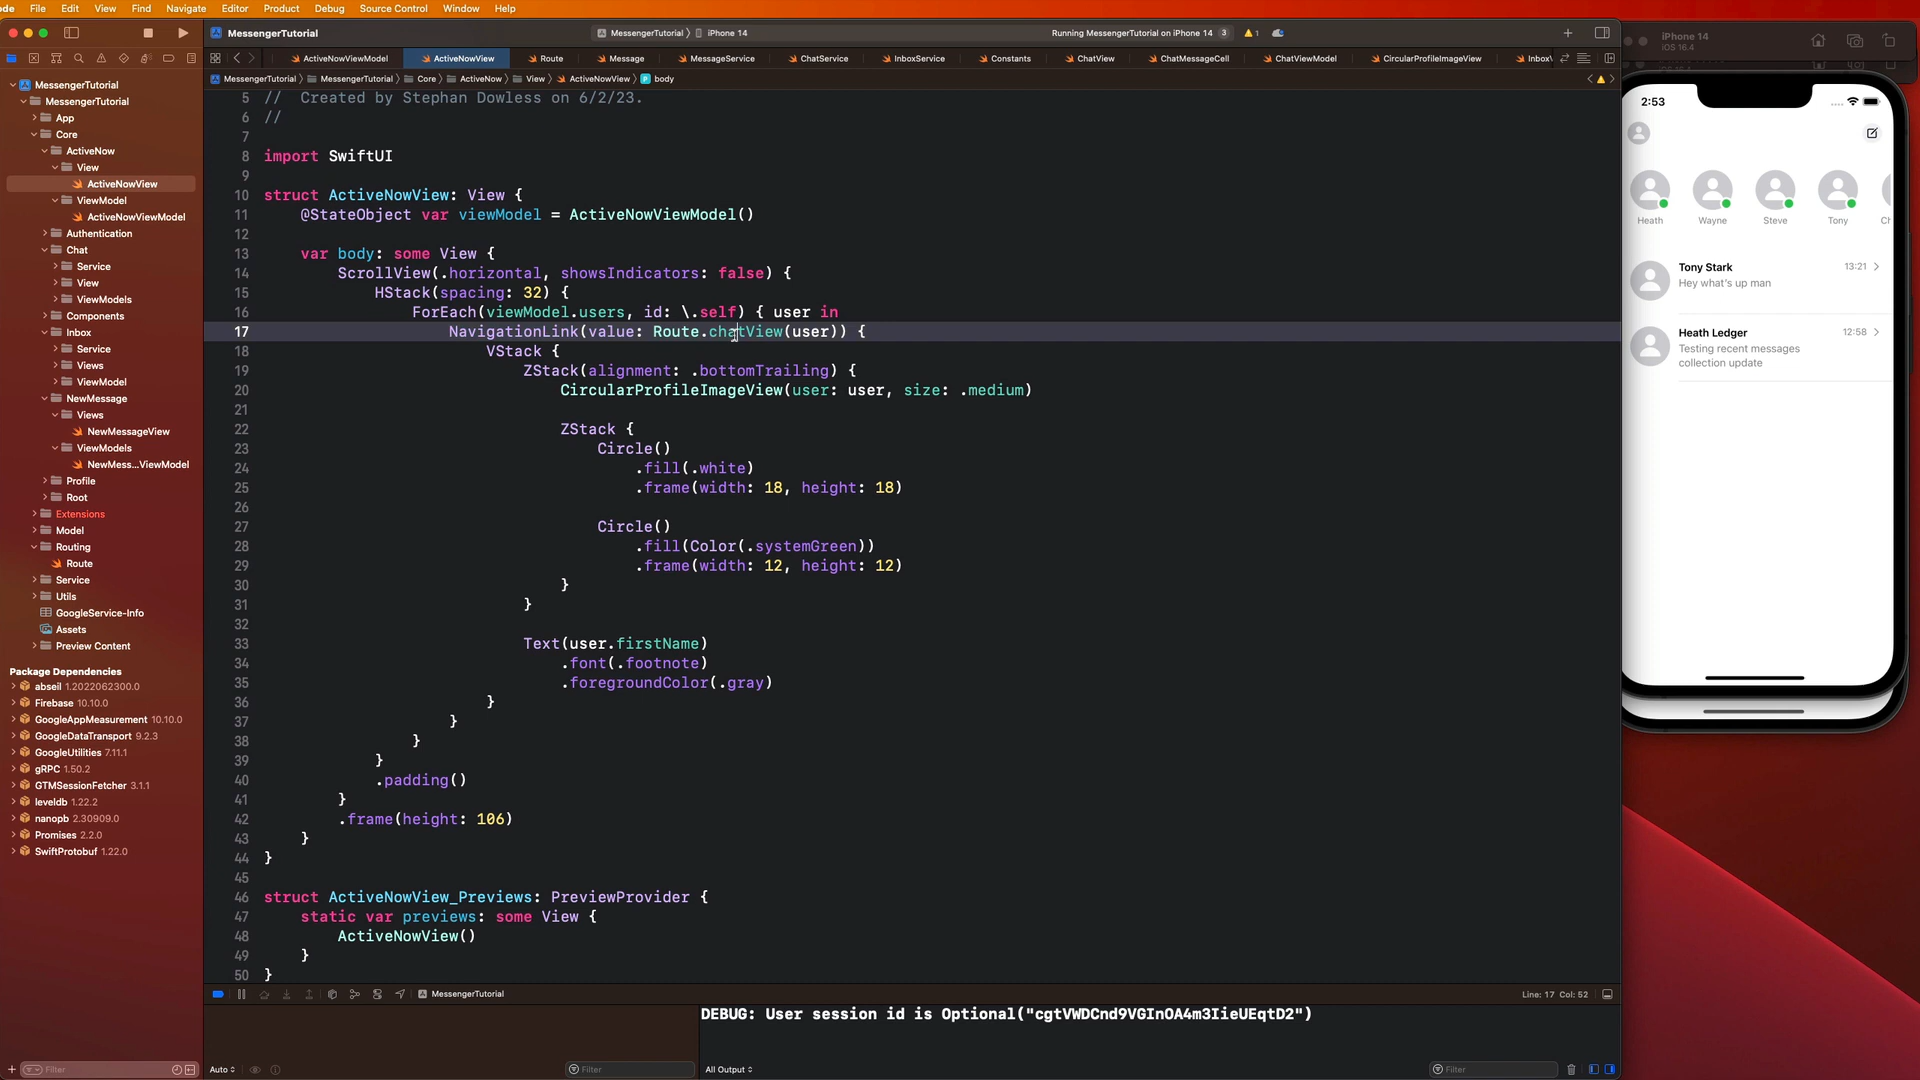 ode File Edit View Find Navigate Editor Product Debug Source Control Window Help
MessengerTutorial
MessengerTutorial iPhone 14
Running MessengerTutorial on iPhone 14 3 1
ActiveNowViewModel ActiveNowView Route Message MessageService ChatService InboxService Constants ChatView ChatMessageCell ChatViewModel CircularProfileImageView InboxV
MessengerTutorial MessengerTutorial Core ActiveNow View ActiveNowView body
MessengerTutorial
MessengerTutorial
App
Core
ActiveNow
View
ActiveNowView
ViewModel
ActiveNowViewModel
Authentication
Chat
Service
View
ViewModels
Components
Inbox
Service
Views
ViewModel
NewMessage
Views
NewMessageView
ViewModels
NewMess...ViewModel
Profile
Root
Extensions
Model
Routing
Route
Service
Utils
GoogleService-Info
Assets
Preview Content
Package Dependencies
abseil 1.2022062300.0
Firebase 10.10.0
GoogleAppMeasurement 10.10.0
GoogleDataTransport 9.2.3
GoogleUtilities 7.11.1
gRPC 1.50.2
GTMSessionFetcher 3.1.1
leveldb 1.22.2
nanopb 2.30909.0
Promises 2.2.0
SwiftProtobuf 1.22.0
Filter
5 //  Created by Stephan Dowless on 6/2/23.
6 //
7
8 import SwiftUI
9
10 struct ActiveNowView: View {
11 @StateObject var viewModel = ActiveNowViewModel()
12
13 var body: some View {
14 ScrollView(.horizontal, showsIndicators: false) {
15 HStack(spacing: 32) {
16 ForEach(viewModel.users, id: \.self) { user in
17 NavigationLink(value: Route.chatView(user)) {
18 VStack {
19 ZStack(alignment: .bottomTrailing) {
20 CircularProfileImageView(user: user, size: .medium)
21
22 ZStack {
23 Circle()
24 .fill(.white)
25 .frame(width: 18, height: 18)
26
27 Circle()
28 .fill(Color(.systemGreen))
29 .frame(width: 12, height: 12)
30 }
31 }
32
33 Text(user.firstName)
34 .font(.footnote)
35 .foregroundColor(.gray)
36 }
37 }
38 }
39 }
40 .padding()
41 }
42 .frame(height: 106)
43 }
44 }
45
46 struct ActiveNowView_Previews: PreviewProvider {
47 static var previews: some View {
48 ActiveNowView()
49 }
50 }
MessengerTutorial
Line: 17 Col: 52
DEBUG: User session id is Optional("cgtVWDCnd9VGInOA4m3IieUEqtD2")
Auto
Filter
All Output
Filter
iPhone 14
iOS 16.4
2:53
Heath Wayne Steve Tony Ch
Tony Stark 13:21
Hey what's up man
Heath Ledger 12:58
Testing recent messages
collection update